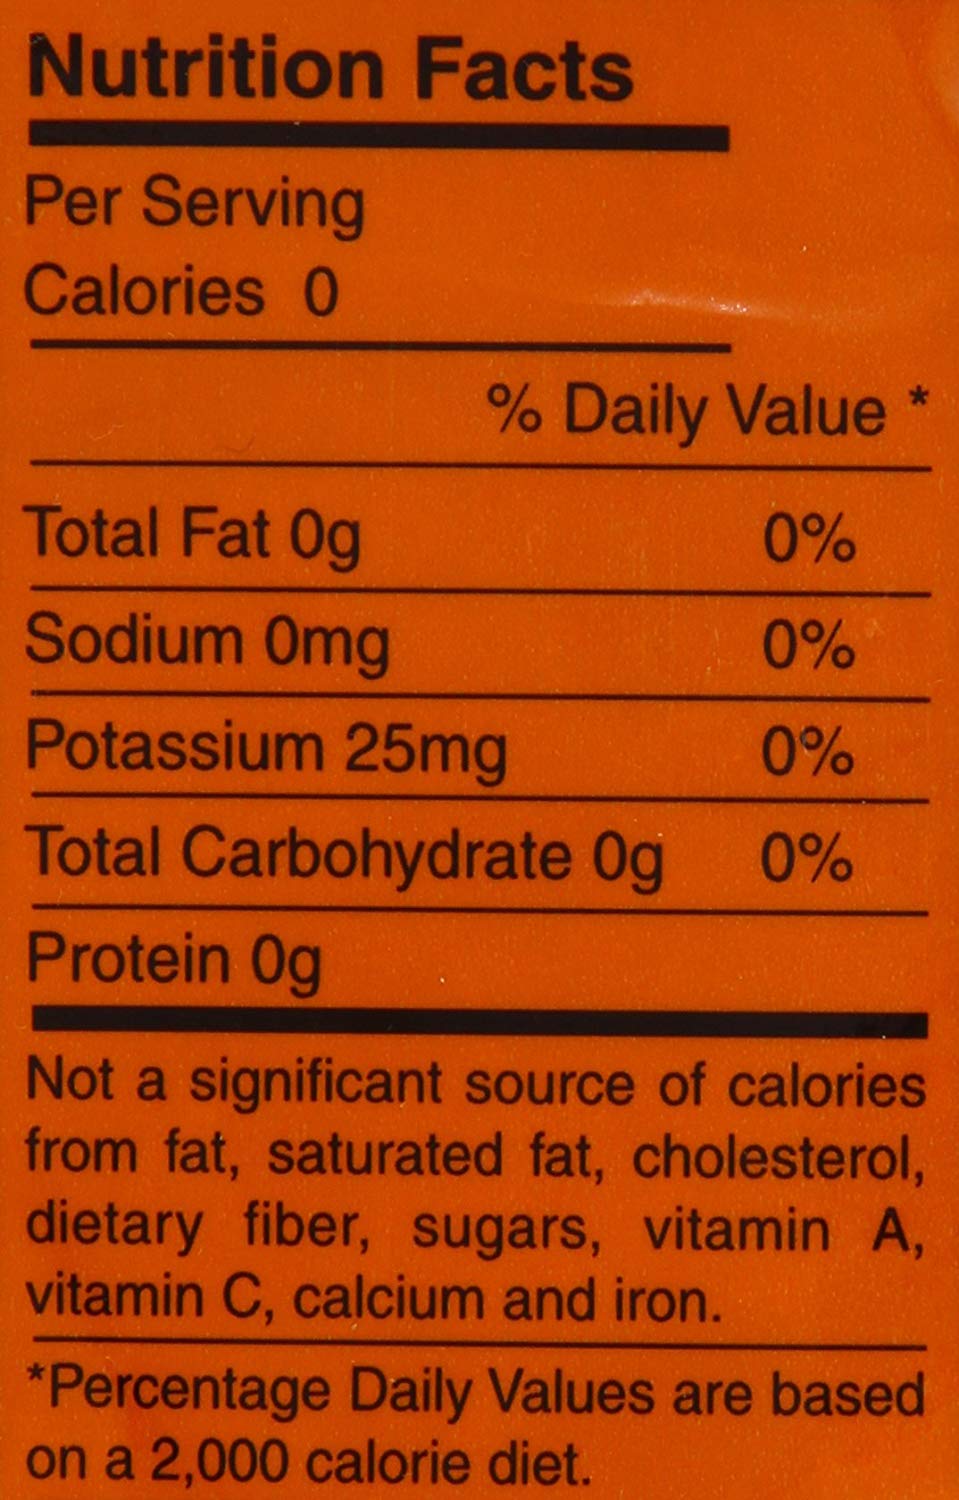 Nutrition Facts
Per Serving
Calories 0
% Daily Value *
Total Fat 0g 0%
Sodium 0mg 0%
Potassium 25mg 0%
Total Carbohydrate 0g 0%
Protein 0g
Not a significant source of calories
from fat, saturated fat, cholesterol,
dietary fiber, sugars, vitamin A,
vitamin C, calcium and iron.
*Percentage Daily Values are based
on a 2,000 calorie diet.